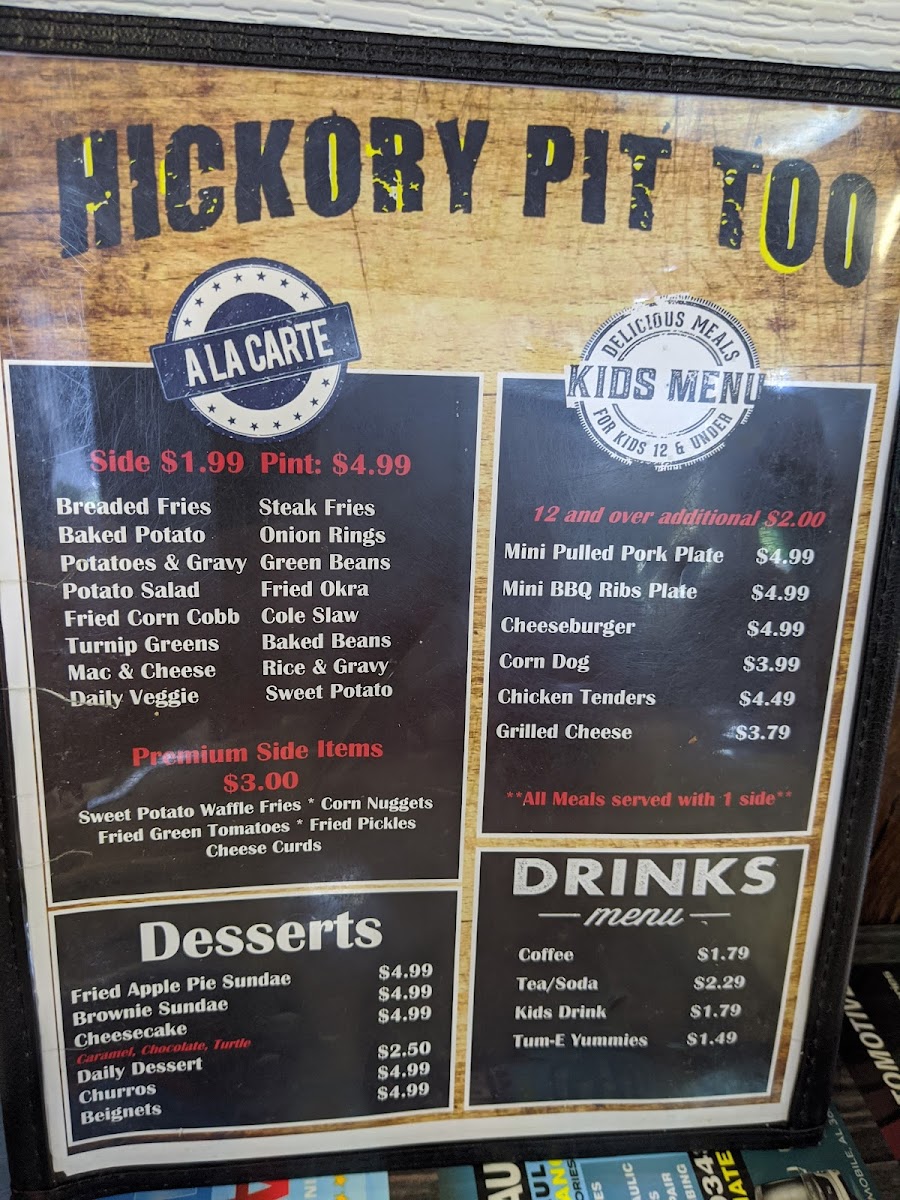 HICKORY PIT TOO
A LA CARTE
Side $1.99 Pint: $4.99
Breaded Fries Steak Fries
Baked Potato Onion Rings
Potatoes & Gravy Green Beans
Potato Salad Fried Okra
Fried Corn Cobb Cole Slaw
Turnip Greens Baked Beans
Mac & Cheese Rice & Gravy
Daily Veggie Sweet Potato
Premium Side Items
$3.00
Sweet Potato Waffle Fries * Corn Nuggets
Fried Green Tomatoes * Fried Pickles
Cheese Curds
Desserts
Fried Apple Pie Sundae $4.99
Brownie Sundae $4.99
Cheesecake $4.99
Caramel, Chocolate, Turtle
Daily Dessert $2.50
Churros $4.99
Beignets $4.99
DELICIOUS MEALS
KIDS MENU
FOR KIDS 12 & UNDER
12 and over additional $2.00
Mini Pulled Pork Plate $4.99
Mini BBQ Ribs Plate $4.99
Cheeseburger $4.99
Corn Dog $3.99
Chicken Tenders $4.49
Grilled Cheese $3.79
**All Meals served with 1 side**
DRINKS
menu
Coffee $1.79
Tea/Soda $2.29
Kids Drink $1.79
Tum-E Yummies $1.49